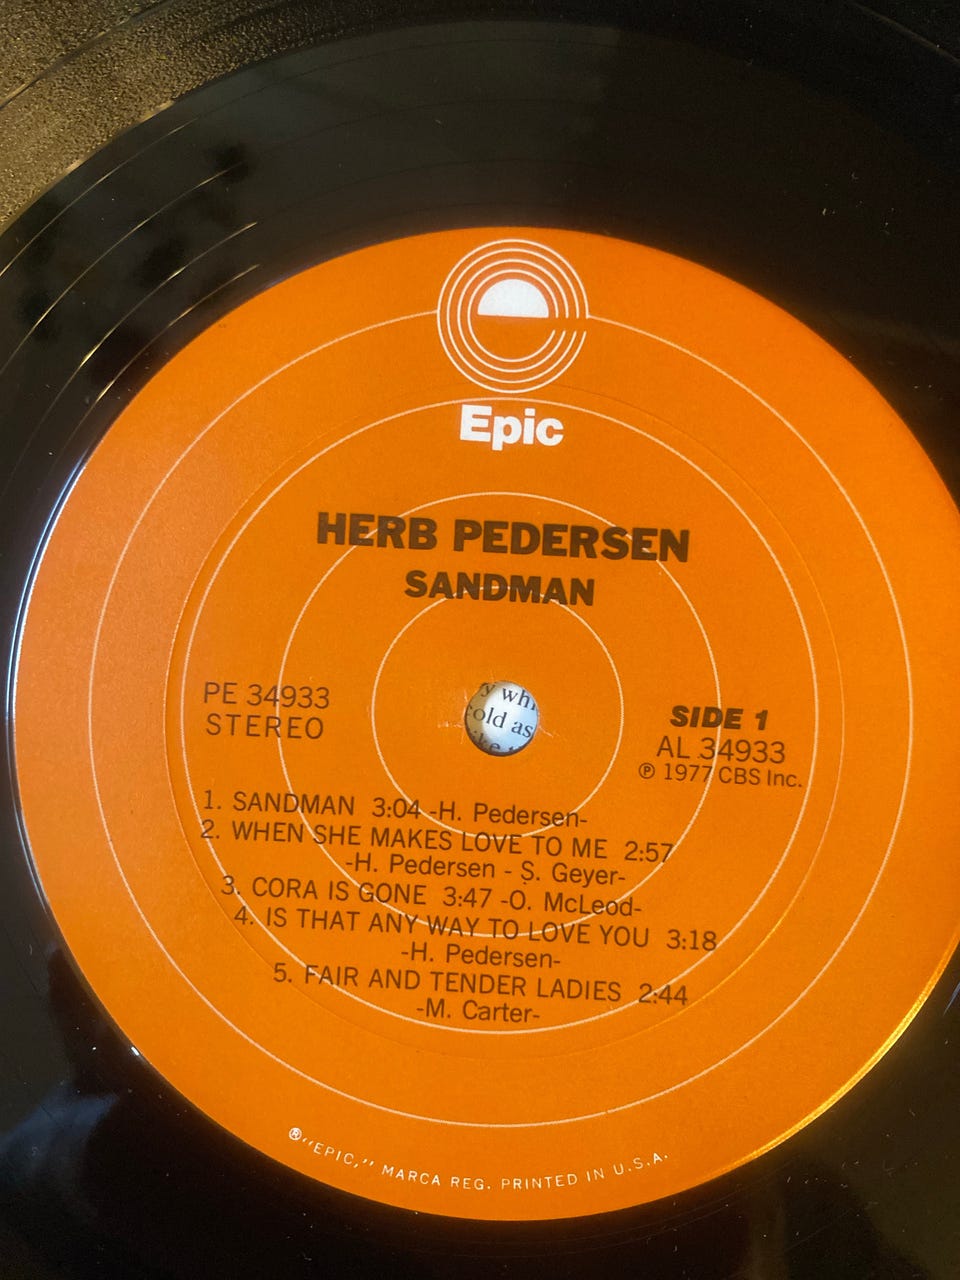 Epic
HERB PEDERSEN
SANDMAN
PE 34933
STEREO
SIDE 1
AL 34933
℗ 1977 CBS Inc.
y wh
old as
1. SANDMAN 3:04 -H. Pedersen-
2. WHEN SHE MAKES LOVE TO ME 2:57
-H. Pedersen - S. Geyer-
3. CORA IS GONE 3:47 -O. McLeod-
4. IS THAT ANY WAY TO LOVE YOU 3:18
-H. Pedersen-
5. FAIR AND TENDER LADIES 2:44
-M. Carter-
®"EPIC," MARCA REG. PRINTED IN U.S.A.